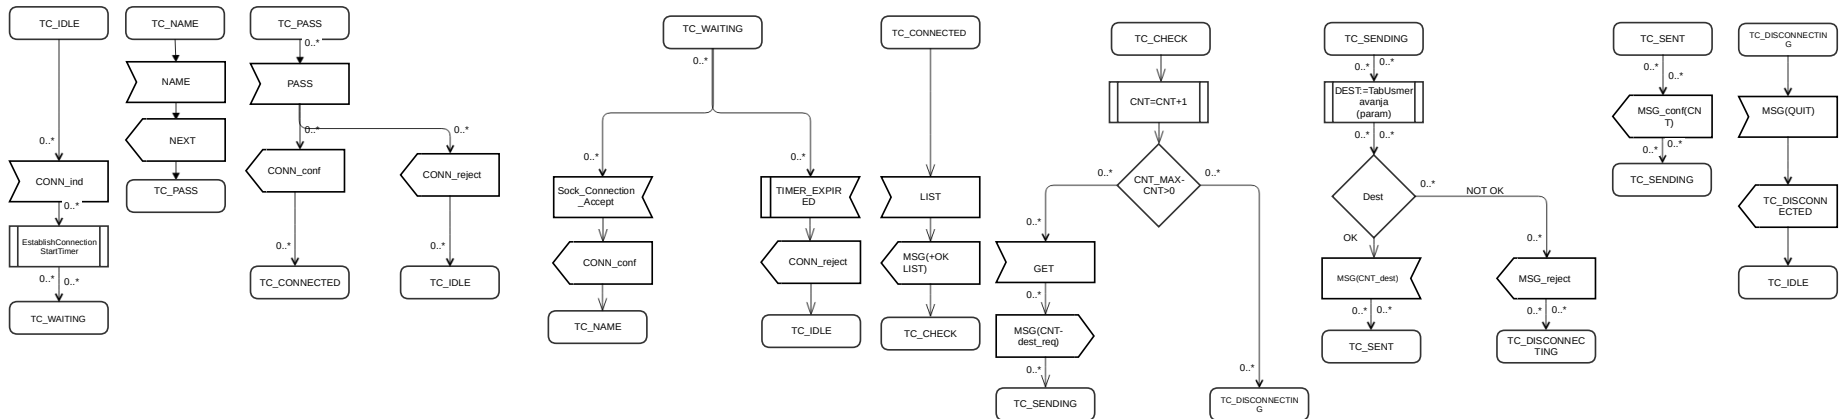 TC_IDLE
0..*
CONN_ind
0..*
EstablishConnection
StartTimer
0..* 0..*
TC_WAITING
TC_NAME
NAME
NEXT
TC_PASS
TC_PASS
0..*
PASS
0..* 0..*
CONN_conf
CONN_reject
0..* 0..*
TC_CONNECTED
TC_IDLE
TC_WAITING
0..*
0..* 0..*
Sock_Connection
_Accept
TIMER_EXPIR
ED
CONN_conf
CONN_reject
TC_NAME
TC_IDLE
TC_CONNECTED
LIST
MSG(+OK
LIST)
TC_CHECK
TC_CHECK
CNT=CNT+1
CNT_MAX-
CNT>0
0..* 0..*
0..*
GET
0..*
MSG(CNT-
dest_req)
0..*
TC_SENDING
0..*
TC_DISCONNECTIN
G
TC_SENDING
0..* 0..*
DEST:=TabUsmer
avanja
(param)
0..* 0..*
Dest
0..*
NOT OK
OK
0..*
MSG(CNT_dest)
MSG_reject
0..* 0..*
0..* 0..*
TC_SENT
TC_DISCONNEC
TING
TC_SENT
0..* 0..*
MSG_conf(CN
T)
0..* 0..*
TC_SENDING
TC_DISCONNECTIN
G
MSG(QUIT)
TC_DISCONN
ECTED
TC_IDLE